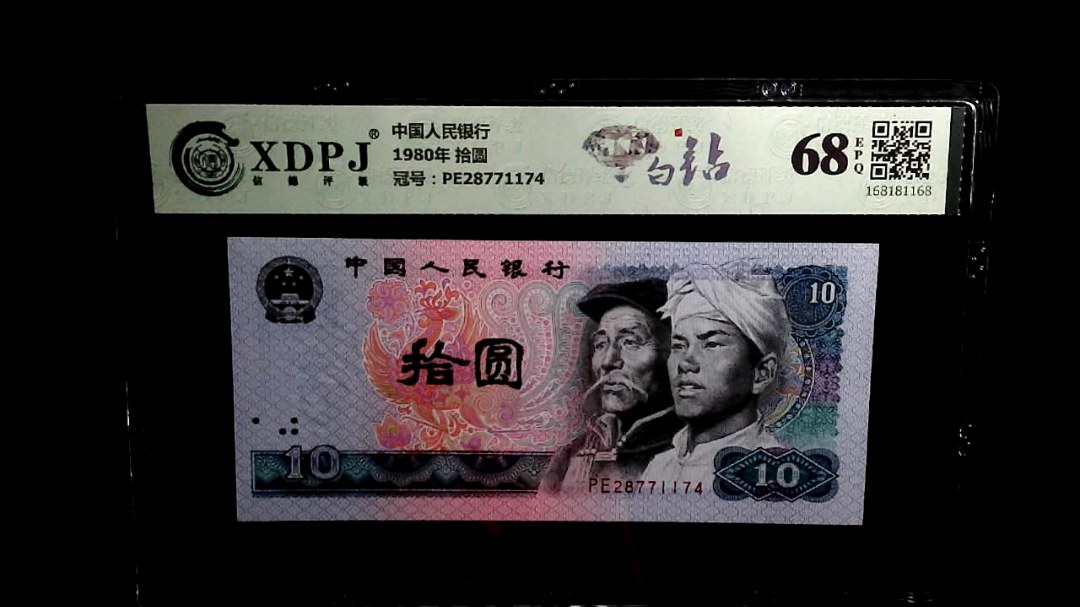 XDPJ®
信德评级
中国人民银行
1980年 拾圆
冠号：PE28771174
白钻
68
EPQ
168181168
中国人民银行
10
拾圆
10
PE28771174
10